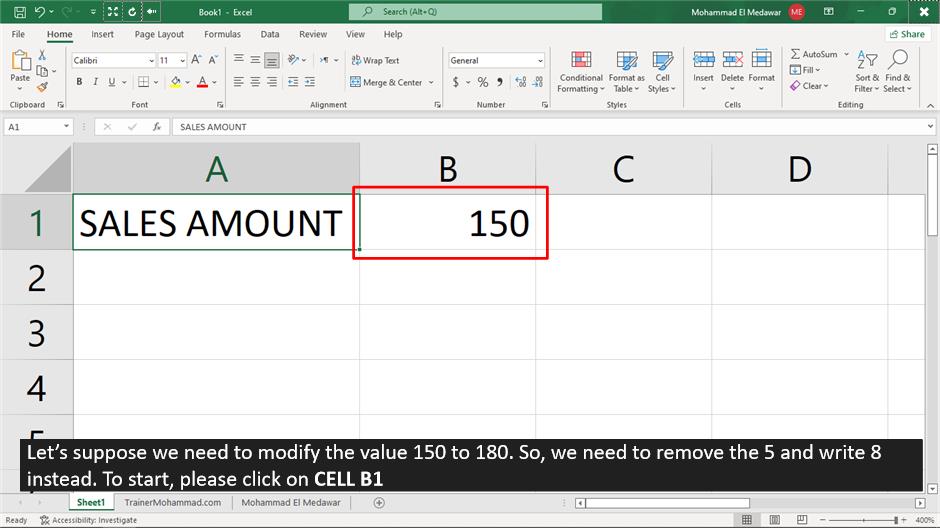 Book1 - Excel
Search (Alt+Q)
Mohammad El Medawar
ME
File Home Insert Page Layout Formulas Data Review View Help
Share
Paste
Calibri 11 A A
B I U A
Wrap Text
Merge & Center
General
$ % ,
Conditional Formatting
Format as Table
Cell Styles
Insert
Delete
Format
AutoSum
Fill
Clear
Sort & Filter
Find & Select
Clipboard Font Alignment Number Styles Cells Editing
A1 fx SALES AMOUNT
A B C D
1 SALES AMOUNT 150
2
3
4
Let's suppose we need to modify the value 150 to 180. So, we need to remove the 5 and write 8
instead. To start, please click on CELL B1
Sheet1 TrainerMohammad.com Mohammad El Medawar
Ready Accessibility: Investigate 400%